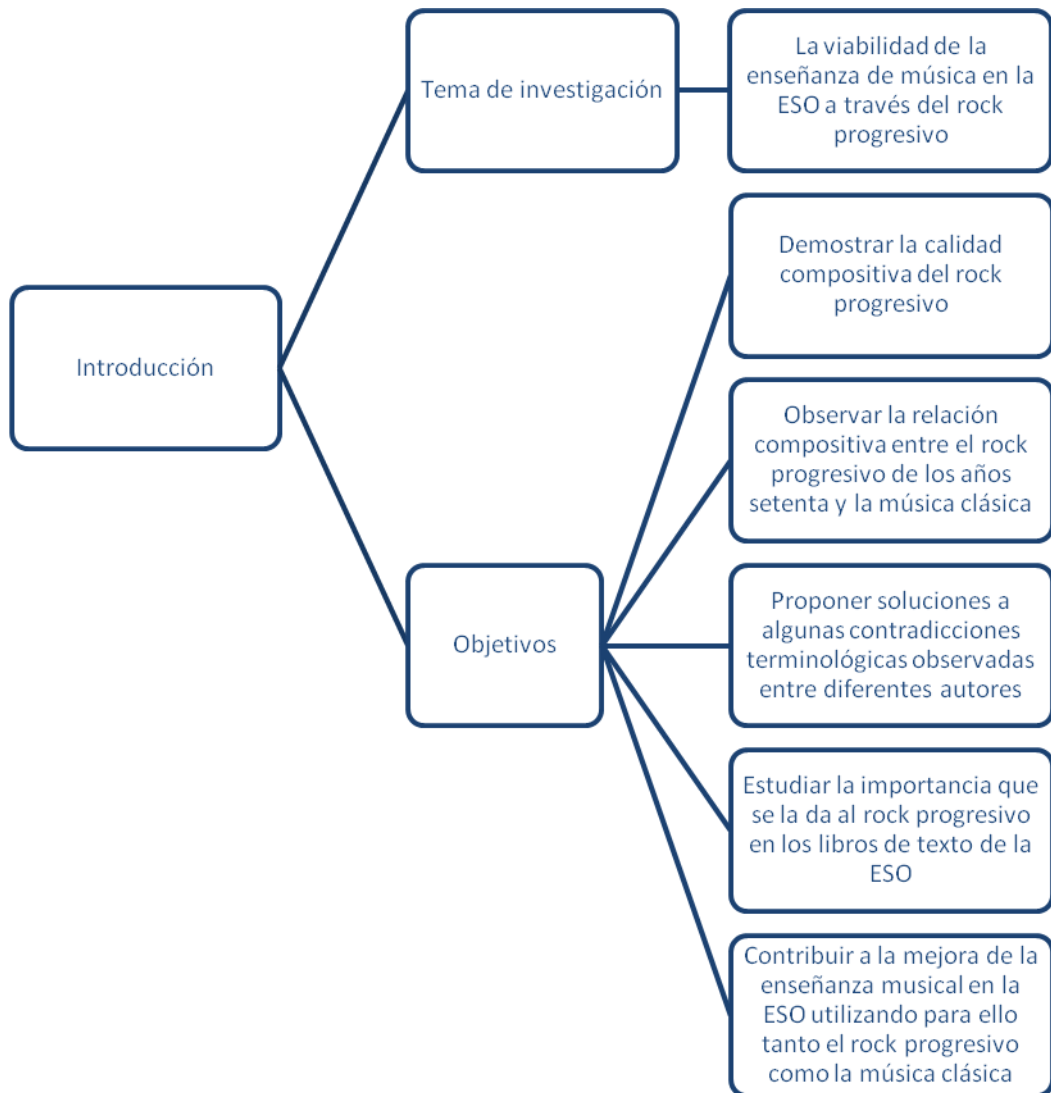 Introducción
Tema de investigación
La viabilidad de la
enseñanza de música en la
ESO a través del rock
progresivo
Objetivos
Demostrar la calidad
compositiva del rock
progresivo
Observar la relación
compositiva entre el rock
progresivo de los años
setenta y la música clásica
Proponer soluciones a
algunas contradicciones
terminológicas observadas
entre diferentes autores
Estudiar la importancia que
se la da al rock progresivo
en los libros de texto de la
ESO
Contribuir a la mejora de la
enseñanza musical en la
ESO utilizando para ello
tanto el rock progresivo
como la música clásica